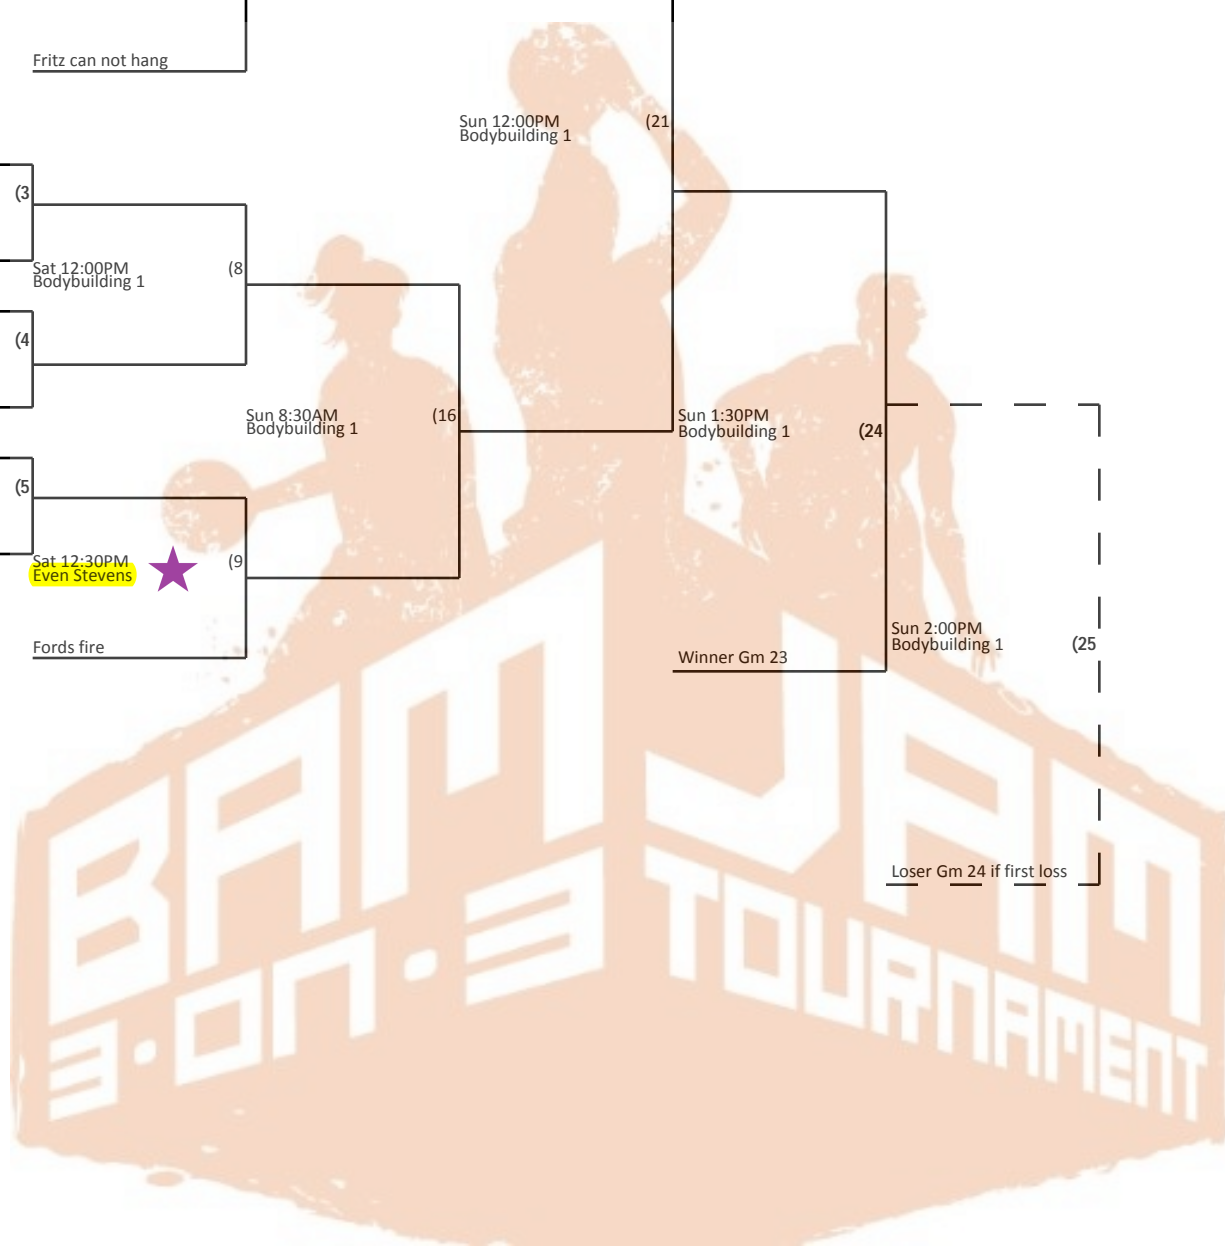 Fritz can not hang
Sun 12:00PM
(21
Bodybuilding 1
(3
Sat 12:00PM
(8
Bodybuilding 1
(4
Sun 8:30AM
(16
Bodybuilding 1
Sun 1:30PM
Bodybuilding 1
(24
(5
Sat 12:30PM
(9
Even Stevens
Fords fire
Sun 2:00PM
Bodybuilding 1
(25
Winner Gm 23
Loser Gm 24 if first loss
BAM JAM
3·ON·3 TOURNAMENT